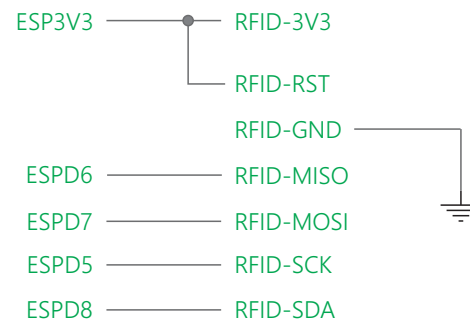 ESP3V3 RFID-3V3
RFID-RST
RFID-GND
ESPD6 RFID-MISO
ESPD7 RFID-MOSI
ESPD5 RFID-SCK
ESPD8 RFID-SDA